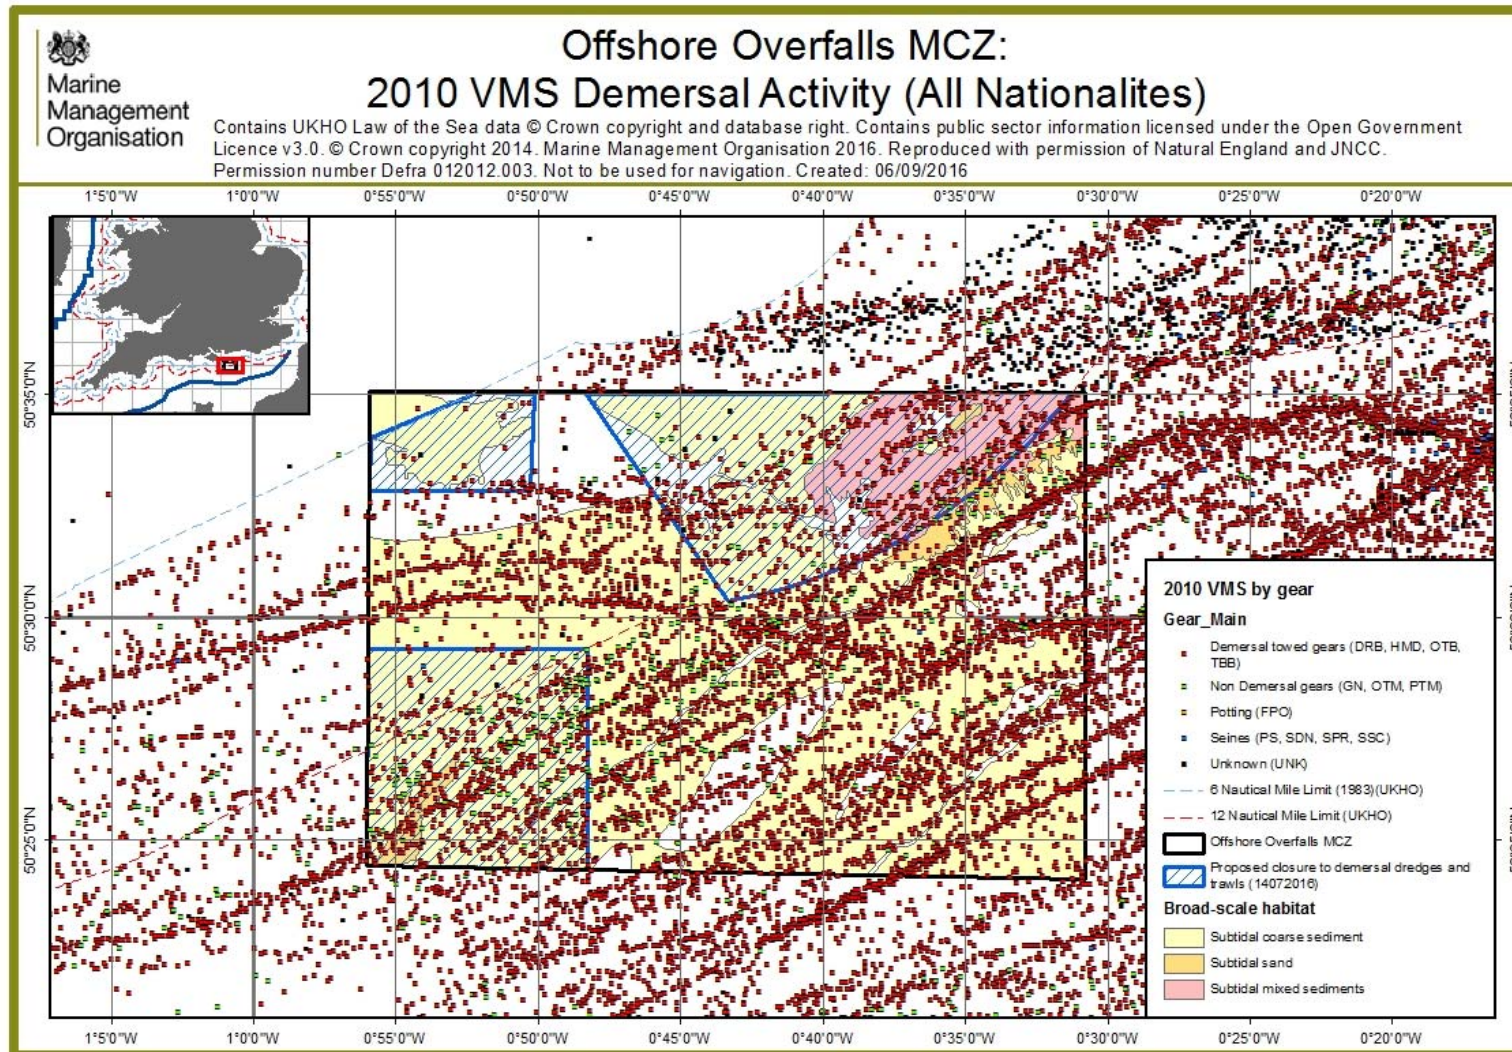 Marine
Management
Organisation
Offshore Overfalls MCZ:
2010 VMS Demersal Activity (All Nationalites)
Contains UKHO Law of the Sea data © Crown copyright and database right. Contains public sector information licensed under the Open Government
Licence v3.0. © Crown copyright 2014. Marine Management Organisation 2016. Reproduced with permission of Natural England and JNCC.
Permission number Defra 012012.003. Not to be used for navigation. Created: 06/09/2016
1°5'0"W 1°0'0"W 0°55'0"W 0°50'0"W 0°45'0"W 0°40'0"W 0°35'0"W 0°30'0"W 0°25'0"W 0°20'0"W
50°35'0"N
50°30'0"N
50°25'0"N
2010 VMS by gear
Gear_Main
Demersal towed gears (DRB, HMD, OTB,
TBB)
Non Demersal gears (GN, OTM, PTM)
Potting (FPO)
Seines (PS, SDN, SPR, SSC)
Unknown (UNK)
6 Nautical Mile Limit (1983)(UKHO)
12 Nautical Mile Limit (UKHO)
Offshore Overfalls MCZ
Proposed closure to demersal dredges and
trawls (14072016)
Broad-scale habitat
Subtidal coarse sediment
Subtidal sand
Subtidal mixed sediments
1°5'0"W 1°0'0"W 0°55'0"W 0°50'0"W 0°45'0"W 0°40'0"W 0°35'0"W 0°30'0"W 0°25'0"W 0°20'0"W